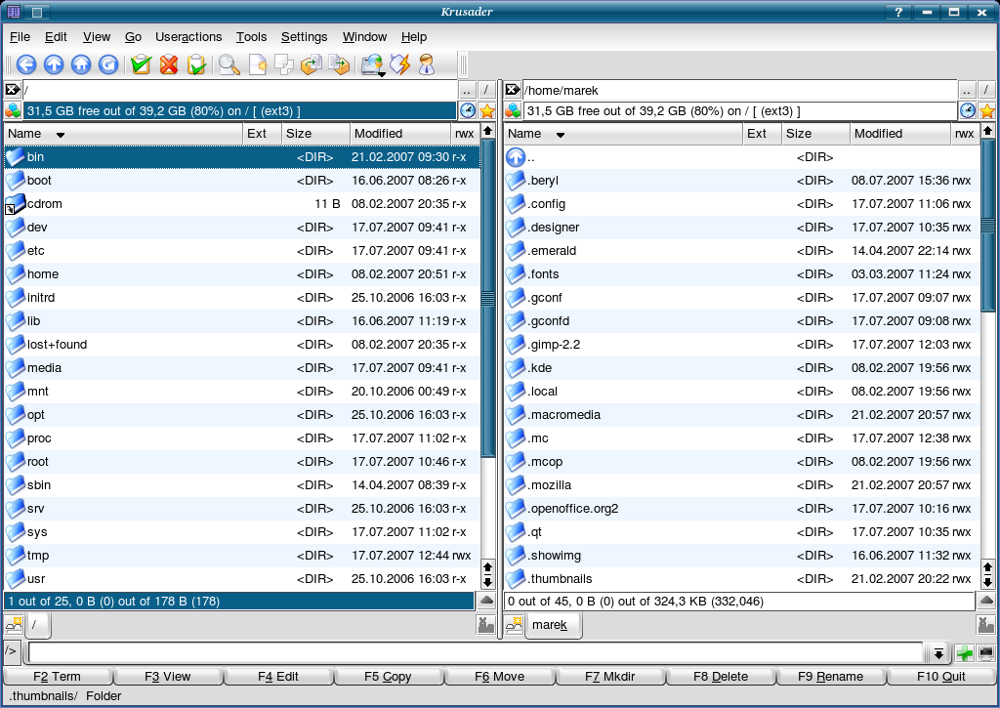 Krusader
File Edit View Go Useractions Tools Settings Window Help
/ .. / /home/marek .. /
31,5 GB free out of 39,2 GB (80%) on / [ (ext3) ] 31,5 GB free out of 39,2 GB (80%) on / [ (ext3) ]
Name Ext Size Modified rwx Name Ext Size Modified rwx
bin <DIR> 21.02.2007 09:30 r-x .. <DIR>
boot <DIR> 16.06.2007 08:26 r-x .beryl <DIR> 08.07.2007 15:36 rwx
cdrom 11 B 08.02.2007 20:35 r-x .config <DIR> 17.07.2007 11:06 rwx
dev <DIR> 17.07.2007 09:41 r-x .designer <DIR> 17.07.2007 10:35 rwx
etc <DIR> 17.07.2007 09:41 r-x .emerald <DIR> 14.04.2007 22:14 rwx
home <DIR> 08.02.2007 20:51 r-x .fonts <DIR> 03.03.2007 11:24 rwx
initrd <DIR> 25.10.2006 16:03 r-x .gconf <DIR> 17.07.2007 09:07 rwx
lib <DIR> 16.06.2007 11:19 r-x .gconfd <DIR> 17.07.2007 09:08 rwx
lost+found <DIR> 08.02.2007 20:35 r-x .gimp-2.2 <DIR> 17.07.2007 12:03 rwx
media <DIR> 17.07.2007 09:41 r-x .kde <DIR> 08.02.2007 19:56 rwx
mnt <DIR> 20.10.2006 00:49 r-x .local <DIR> 08.02.2007 19:56 rwx
opt <DIR> 25.10.2006 16:03 r-x .macromedia <DIR> 21.02.2007 20:57 rwx
proc <DIR> 17.07.2007 11:02 r-x .mc <DIR> 17.07.2007 12:38 rwx
root <DIR> 17.07.2007 10:46 r-x .mcop <DIR> 08.02.2007 19:56 rwx
sbin <DIR> 14.04.2007 08:39 r-x .mozilla <DIR> 21.02.2007 20:57 rwx
srv <DIR> 25.10.2006 16:03 r-x .openoffice.org2 <DIR> 17.07.2007 10:16 rwx
sys <DIR> 17.07.2007 11:02 r-x .qt <DIR> 17.07.2007 10:35 rwx
tmp <DIR> 17.07.2007 12:44 rwx .showimg <DIR> 16.06.2007 11:32 rwx
usr <DIR> 25.10.2006 16:03 r-x .thumbnails <DIR> 21.02.2007 20:22 rwx
1 out of 25, 0 B (0) out of 178 B (178) 0 out of 45, 0 B (0) out of 324,3 KB (332,046)
/ marek
/>
F2 Term F3 View F4 Edit F5 Copy F6 Move F7 Mkdir F8 Delete F9 Rename F10 Quit
.thumbnails/ Folder